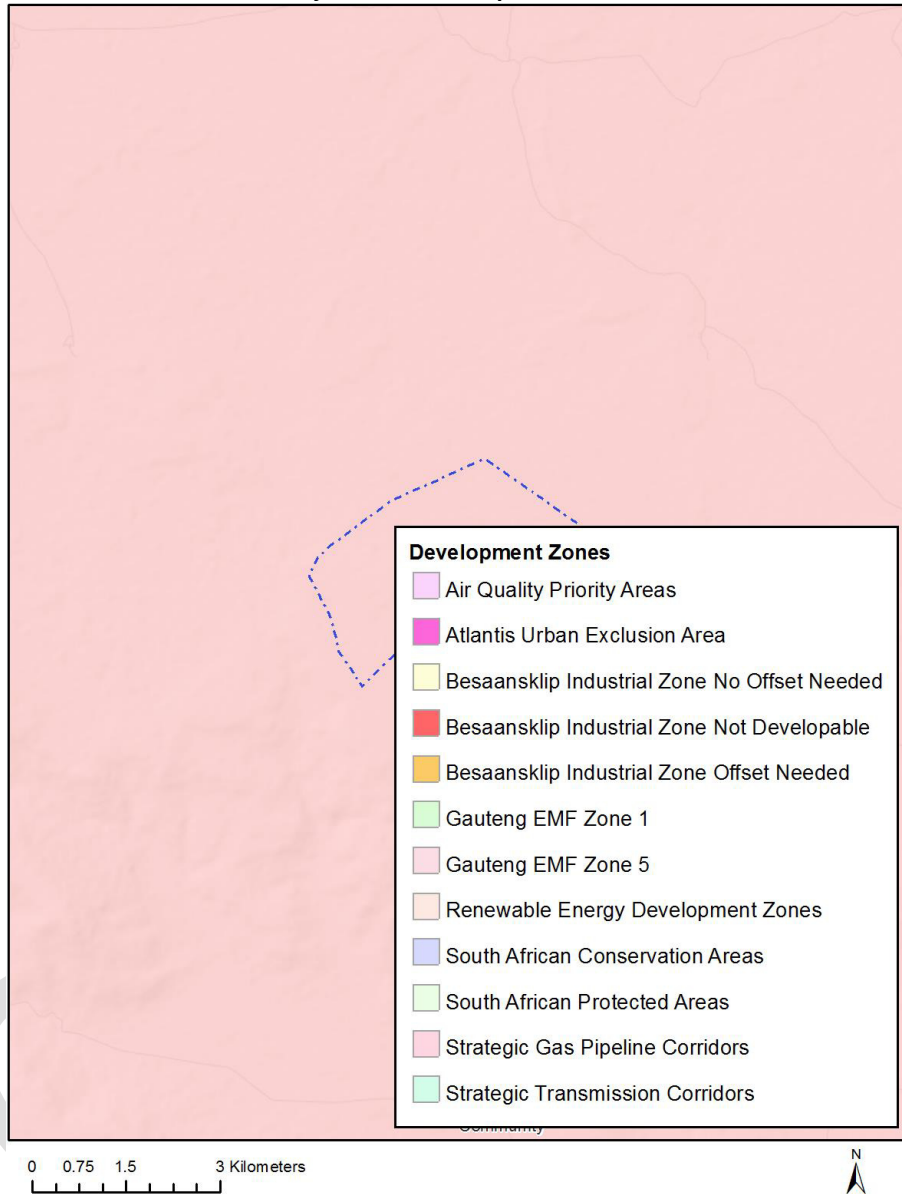 Development Zones
Air Quality Priority Areas
Atlantis Urban Exclusion Area
Besaansklip Industrial Zone No Offset Needed
Besaansklip Industrial Zone Not Developable
Besaansklip Industrial Zone Offset Needed
Gauteng EMF Zone 1
Gauteng EMF Zone 5
Renewable Energy Development Zones
South African Conservation Areas
South African Protected Areas
Strategic Gas Pipeline Corridors
Strategic Transmission Corridors
Community
0 0.75 1.5 3 Kilometers
N